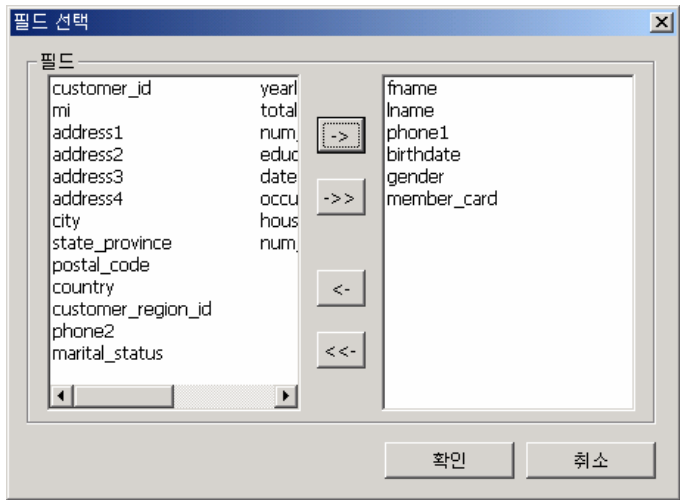 필드 선택
필드
customer_id yearl
mi total
address1 num_
address2 educ
address3 date
address4 occu
city hous
state_province num_
postal_code
country
customer_region_id
phone2
marital_status
->
->>
<-
<<-
fname
lname
phone1
birthdate
gender
member_card
확인 취소